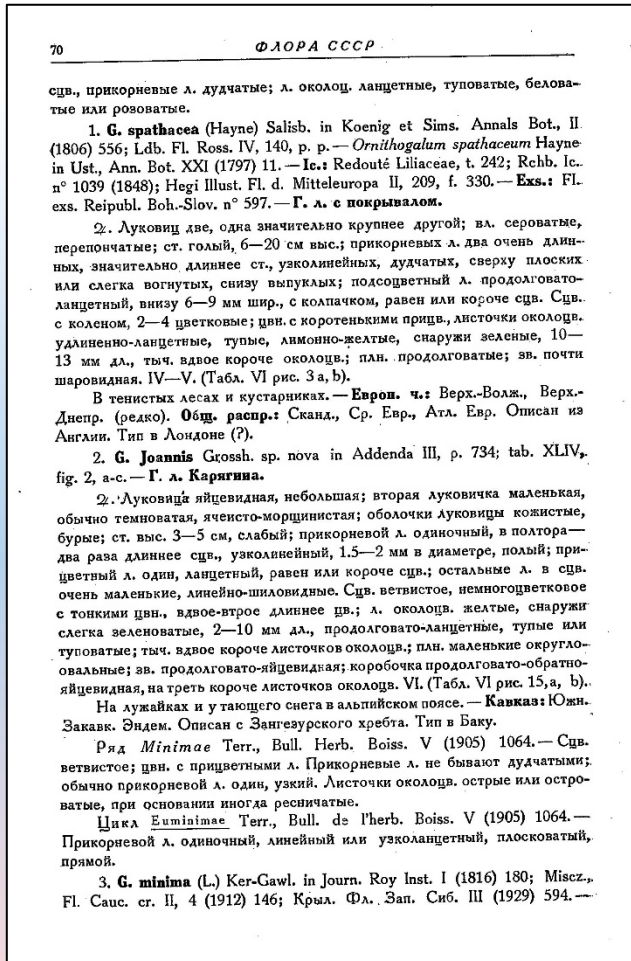 70
ФЛОРА СССР
сцв., прикорневые л. дудчатые; л. околоц. ланцетные, туповатые, белова-
тые или розоватые.
1. G. spathacea (Hayne) Salisb. in Koenig et Sims. Annals Bot., II
(1806) 556; Ldb. Fl. Ross. IV, 140, p. p. — Ornithogalum spathaceum Hayne
in Ust., Ann. Bot. XXI (1797) 11. — Ic.: Redouté Liliaceae, t. 242; Rchb. Ic.
n° 1039 (1848); Hegi Illust. Fl. d. Mitteleuropa II, 209, f. 330. — Exs.: Fl.
exs. Reipubl. Boh.-Slov. n° 597. — Г. л. с покрывалом.
♃. Луковиц две, одна значительно крупнее другой; вл. сероватые,
перепончатые; ст. голый, 6—20 см выс.; прикорневых л. два очень длин-
ных, значительно длиннее ст., узколинейных, дудчатых, сверху плоских
или слегка вогнутых, снизу выпуклых; подсоцветный л. продолговато-
ланцетный, внизу 6—9 мм шир., с колпачком, равен или короче сцв. Сцв.
с коленом, 2—4 цветковые; цвн. с коротенькими прицв., листочки околоцв.
удлиненно-ланцетные, тупые, лимонно-желтые, снаружи зеленые, 10—
13 мм дл., тыч. вдвое короче околоцв.; плн. продолговатые; зв. почти
шаровидная. IV—V. (Табл. VI рис. 3 a, b).
В тенистых лесах и кустарниках. — Европ. ч.: Верх.-Волж., Верх.-
Днепр. (редко). Общ. распр.: Сканд., Ср. Евр., Атл. Евр. Описан из
Англии. Тип в Лондоне (?).
2. G. Joannis Grossh. sp. nova in Addenda III, p. 734; tab. XLIV,
fig. 2, a-c. — Г. л. Карягина.
♃. Луковица яйцевидная, небольшая; вторая луковичка маленькая,
обычно темноватая, ячеисто-морщинистая; оболочки луковицы кожистые,
бурые; ст. выс. 3—5 см, слабый; прикорневой л. одиночный, в полтора—
два раза длиннее сцв., узколинейный, 1.5—2 мм в диаметре, полый; при-
цветный л. один, ланцетный, равен или короче сцв.; остальные л. в сцв.
очень маленькие, линейно-шиловидные. Сцв. ветвистое, немногоцветковое
с тонкими цвн., вдвое-втрое длиннее цв.; л. околоцв. желтые, снаружи
слегка зеленоватые, 2—10 мм дл., продолговато-ланцетные, тупые или
туповатые; тыч. вдвое короче листочков околоцв.; плн. маленькие округло-
овальные; зв. продолговато-яйцевидная; коробочка продолговато-обратно-
яйцевидная, на треть короче листочков околоцв. VI. (Табл. VI рис. 15, a, b).
На лужайках и у тающего снега в альпийском поясе. — Кавказ: Южн.
Закавк. Эндем. Описан с Зангезурского хребта. Тип в Баку.
Ряд Minimae Terr., Bull. Herb. Boiss. V (1905) 1064. — Сцв.
ветвистое; цвн. с прицветными л. Прикорневые л. не бывают дудчатыми;
обычно прикорневой л. один, узкий. Листочки околоцв. острые или остро-
ватые, при основании иногда ресничатые.
Цикл Euminimae Terr., Bull. de l'herb. Boiss. V (1905) 1064. —
Прикорневой л. одиночный, линейный или узколанцетный, плосковатый,
прямой.
3. G. minima (L.) Ker-Gawl. in Journ. Roy Inst. I (1816) 180; Miscz.,
Fl. Cauc. cr. II, 4 (1912) 146; Крыл. Фл. Зап. Сиб. III (1929) 594. —